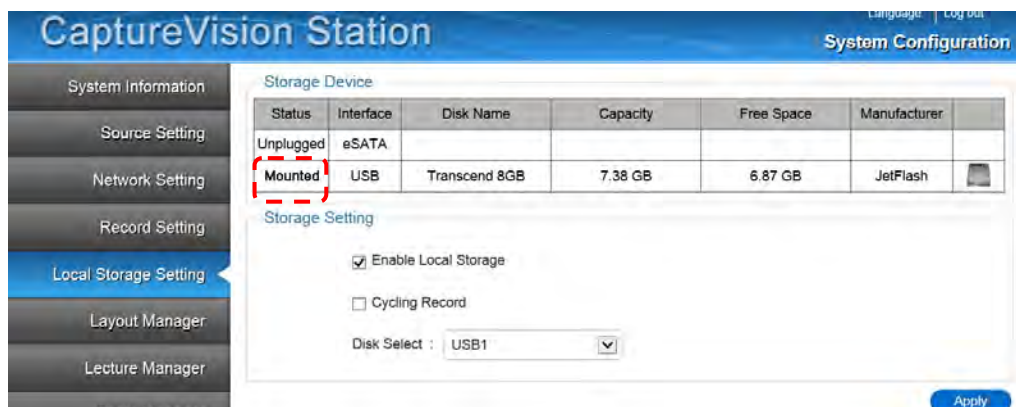 CaptureVision Station
Language | Log out
System Configuration
System Information
Source Setting
Network Setting
Record Setting
Local Storage Setting
Layout Manager
Lecture Manager
Storage Device
Status Interface Disk Name Capacity Free Space Manufacturer
Unplugged eSATA
Mounted USB Transcend 8GB 7.38 GB 6.87 GB JetFlash
Storage Setting
Enable Local Storage
Cycling Record
Disk Select : USB1
Apply